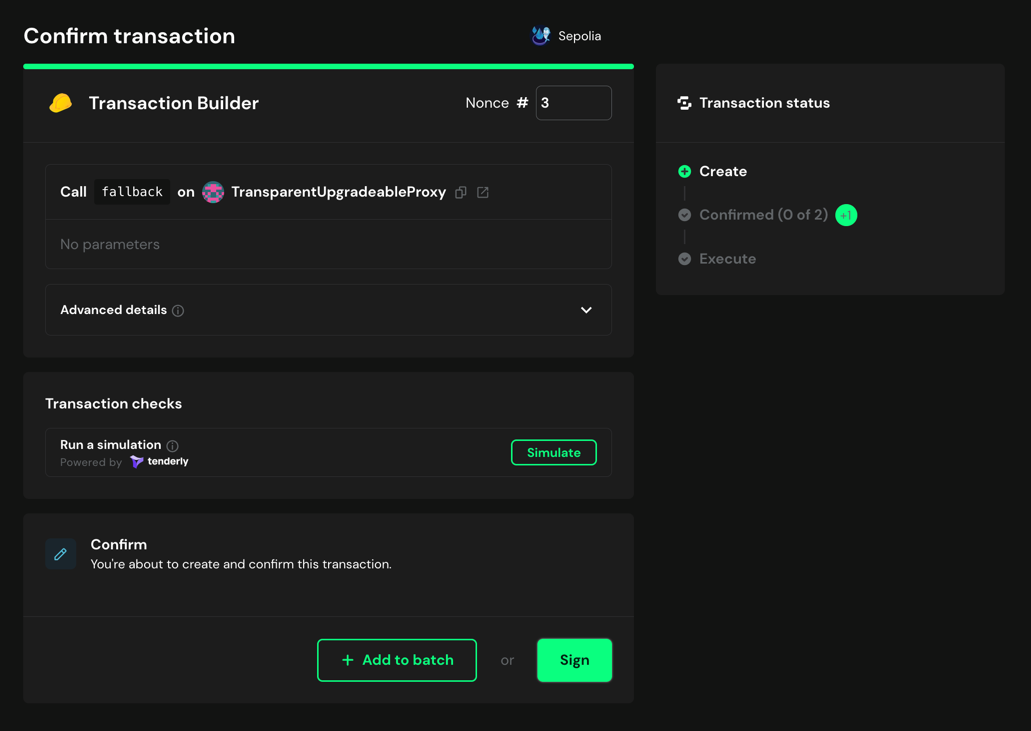 Confirm transaction
Sepolia
Transaction Builder
Nonce # 3
Call fallback on TransparentUpgradeableProxy
No parameters
Advanced details
Transaction checks
Run a simulation
Powered by tenderly
Simulate
Confirm
You're about to create and confirm this transaction.
+ Add to batch
or
Sign
Transaction status
Create
Confirmed (0 of 2) +1
Execute